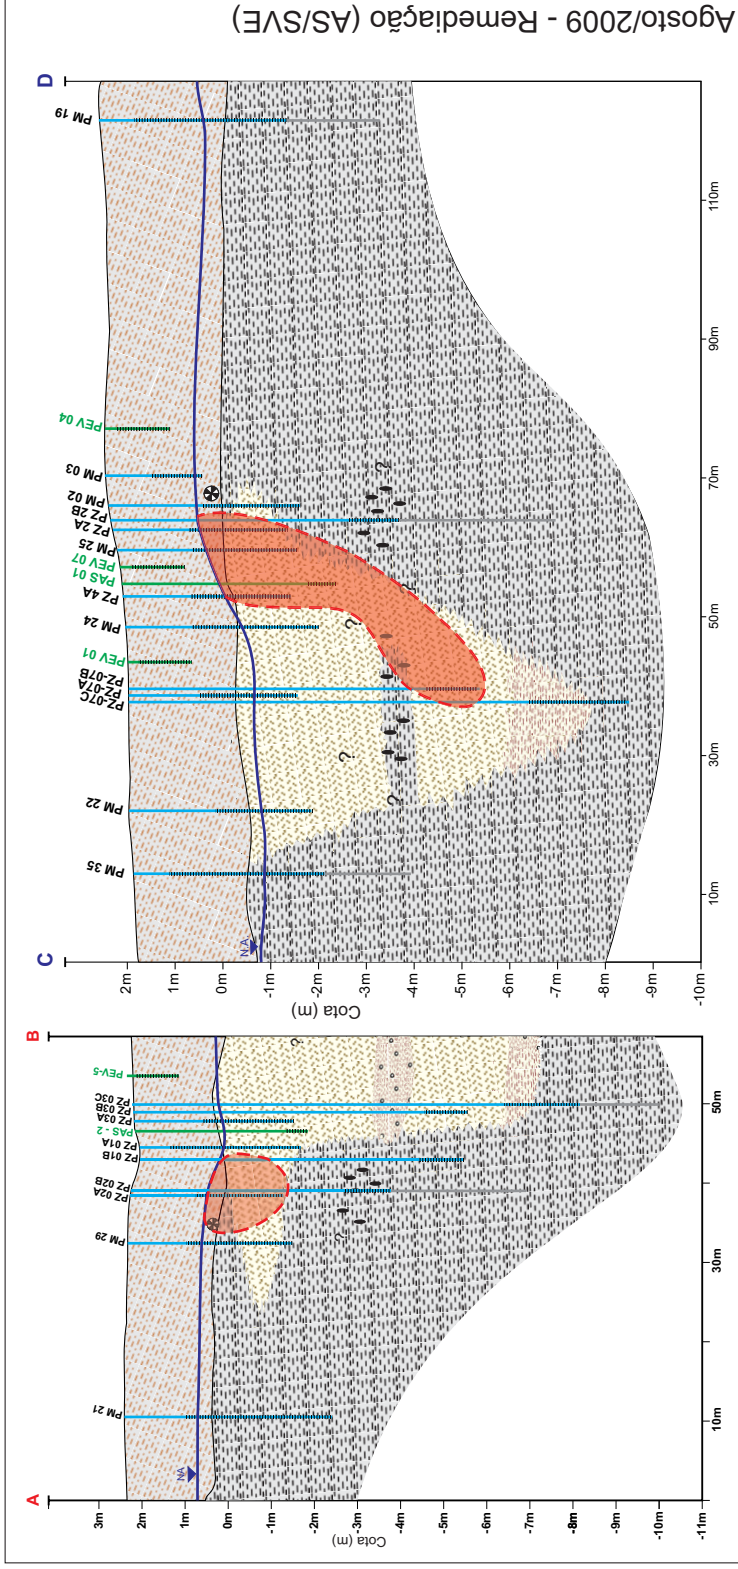 Agosto/2009 - Remediação (AS/SVE)
A
B
3m
2m
1m
0m
-1m
-2m
-3m
-4m
-5m
-6m
-7m
-8m
-9m
-10m
-11m
Cota (m)
10m
30m
50m
NA
PM 21
PM 29
PZ 02A
PZ 02B
PZ 01B
PZ 01A
PAS - 2
PZ 03A
PZ 03B
PZ 03C
PEV-5
?
?
C
D
2m
1m
0m
-1m
-2m
-3m
-4m
-5m
-6m
-7m
-8m
-9m
-10m
Cota (m)
10m
30m
50m
70m
90m
110m
N.A.
PM 35
PM 22
PZ-07C
PZ-07A
PZ-07B
PEV 01
PM 24
PZ 4A
PAS 01
PEV 07
PM 25
PZ 2A
PZ 2B
PM 02
PM 03
PEV 04
PM 19
?
?
?
?
?